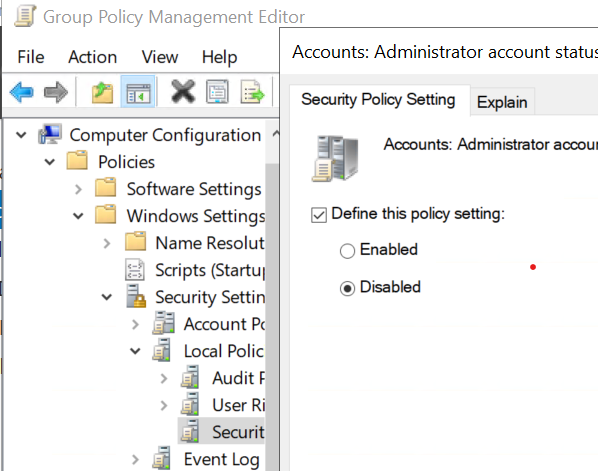 Group Policy Management Editor
File Action View Help
Computer Configuration
Policies
Software Settings
Windows Settings
Name Resolut
Scripts (Startu
Security Settin
Account Po
Local Polic
Audit P
User Ri
Securit
Event Log
Accounts: Administrator account status
Security Policy Setting
Explain
Accounts: Administrator accour
Define this policy setting:
Enabled
Disabled